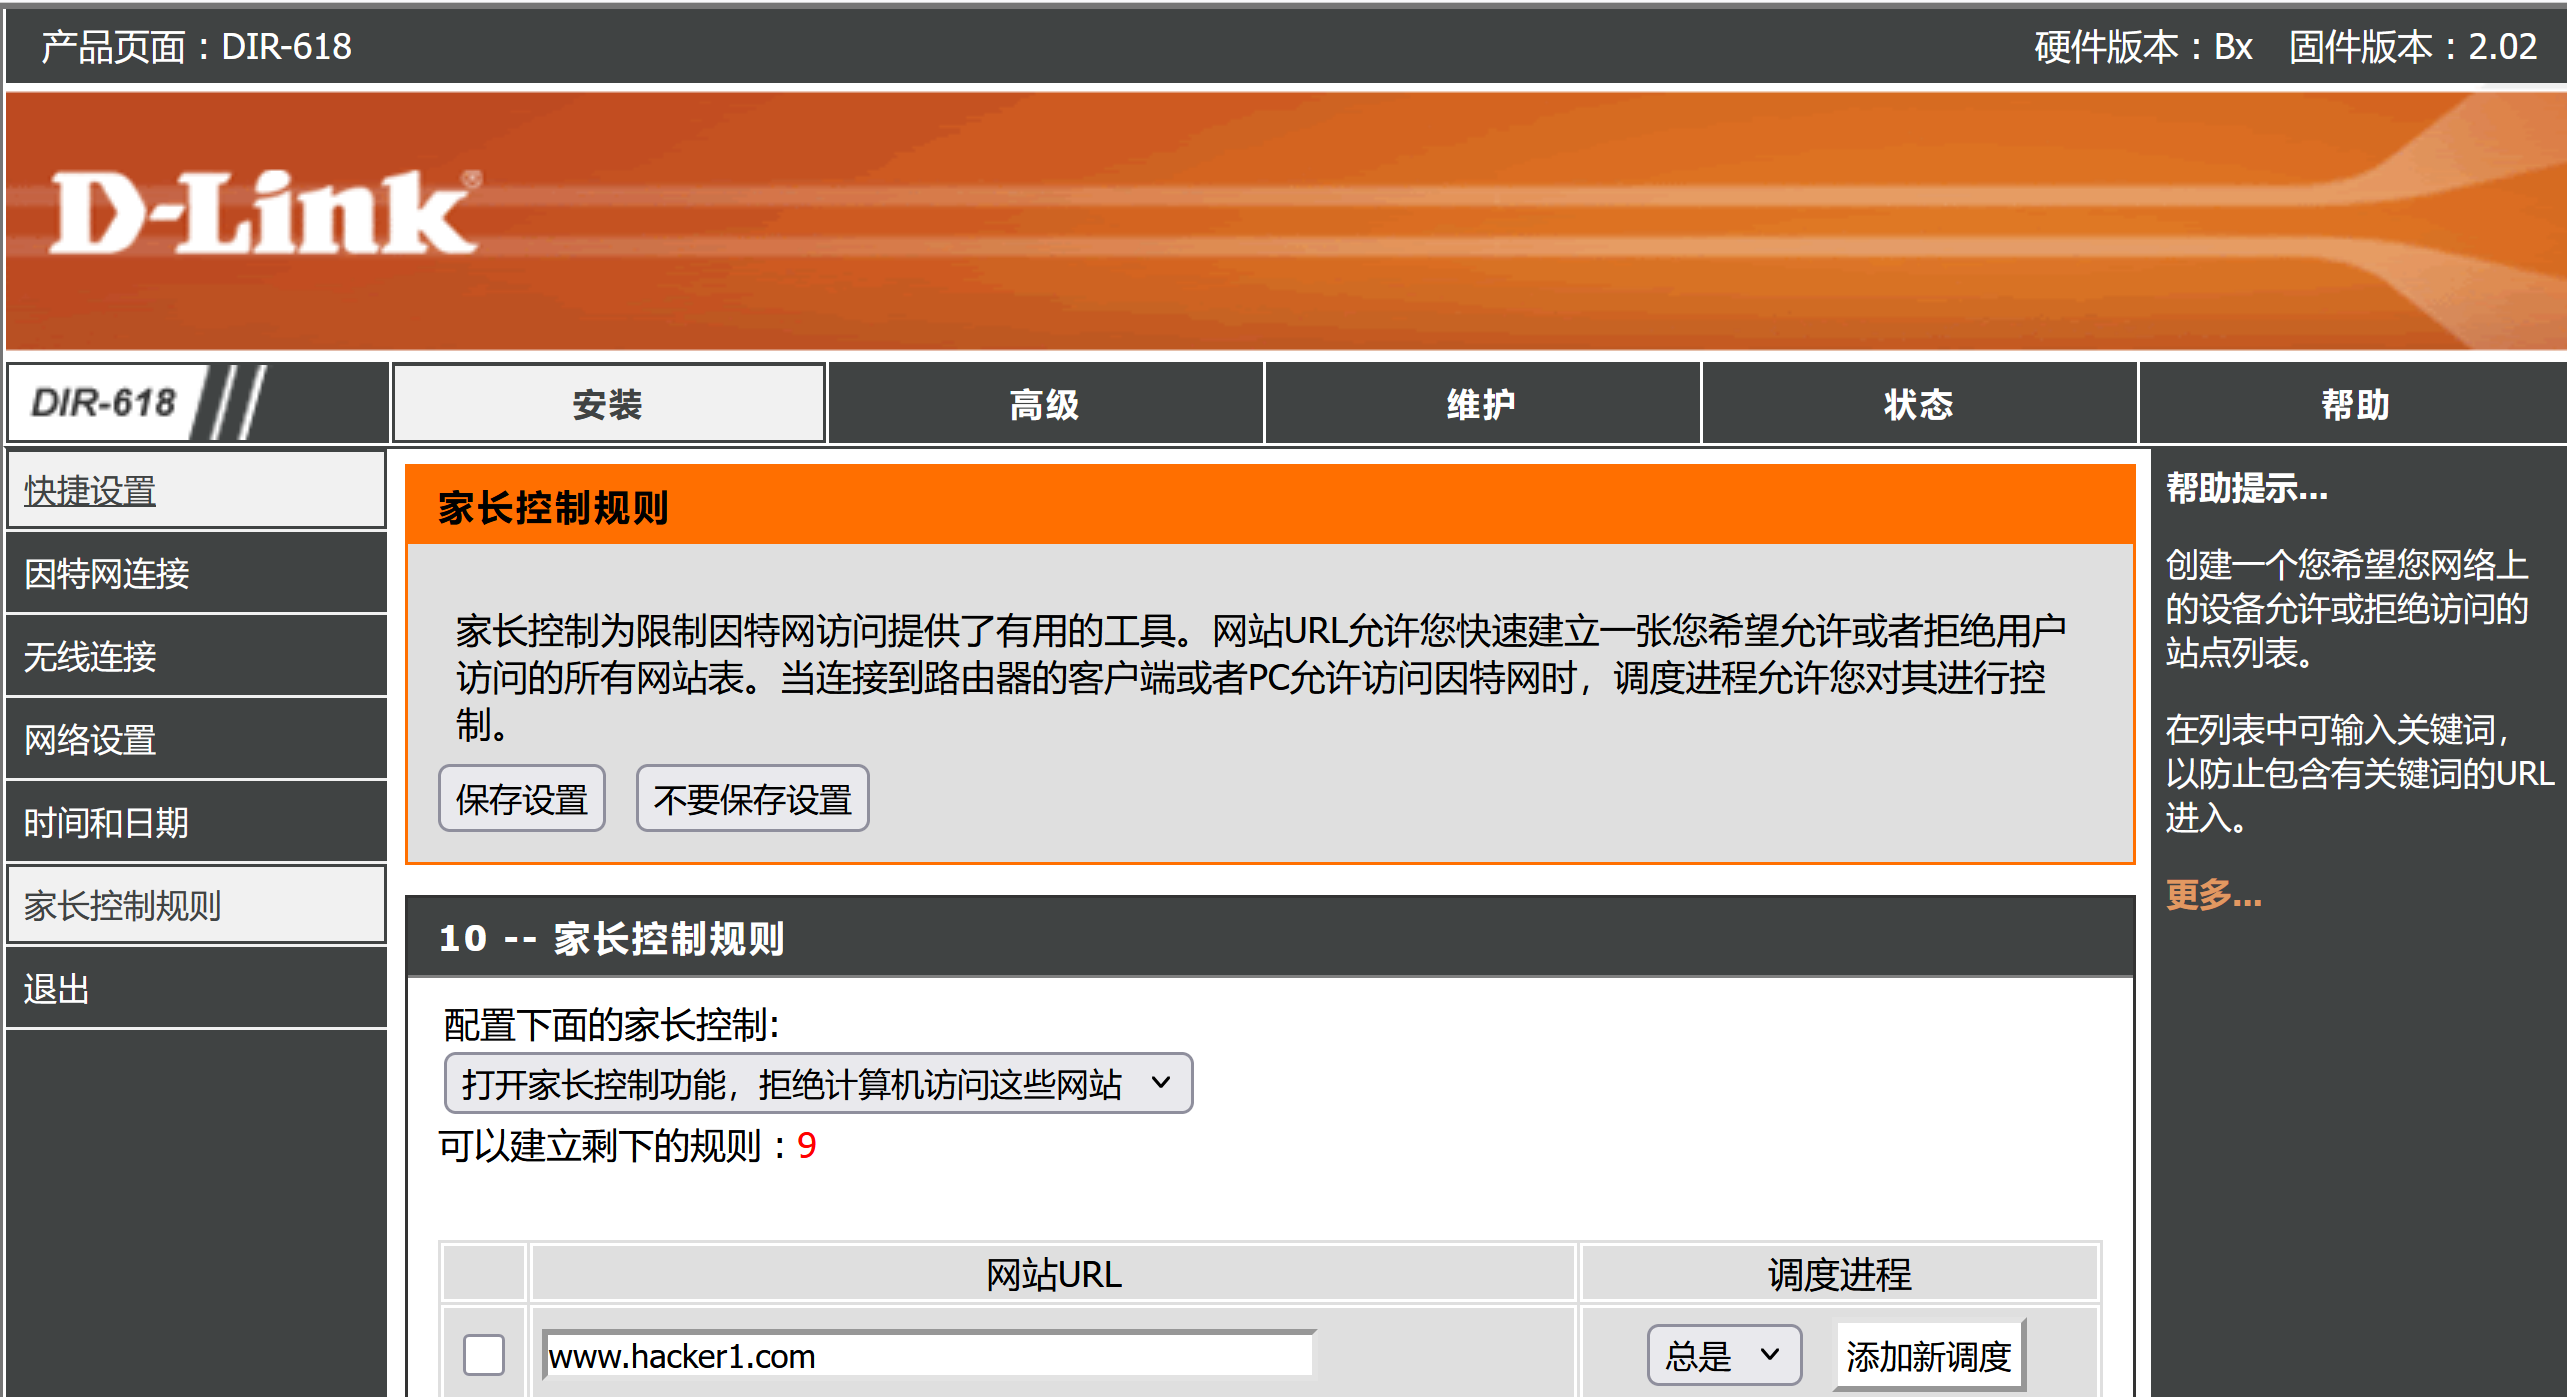 产品页面：DIR-618
硬件版本：Bx 固件版本：2.02
D-Link®
DIR-618
安装
高级
维护
状态
帮助
快捷设置
因特网连接
无线连接
网络设置
时间和日期
家长控制规则
退出
家长控制规则
家长控制为限制因特网访问提供了有用的工具。网站URL允许您快速建立一张您希望允许或者拒绝用户
访问的所有网站表。当连接到路由器的客户端或者PC允许访问因特网时，调度进程允许您对其进行控
制。
保存设置 不要保存设置
10 -- 家长控制规则
配置下面的家长控制:
打开家长控制功能，拒绝计算机访问这些网站
可以建立剩下的规则：9
网站URL 调度进程
www.hacker1.com 总是 添加新调度
帮助提示...
创建一个您希望您网络上
的设备允许或拒绝访问的
站点列表。
在列表中可输入关键词，
以防止包含有关键词的URL
进入。
更多...